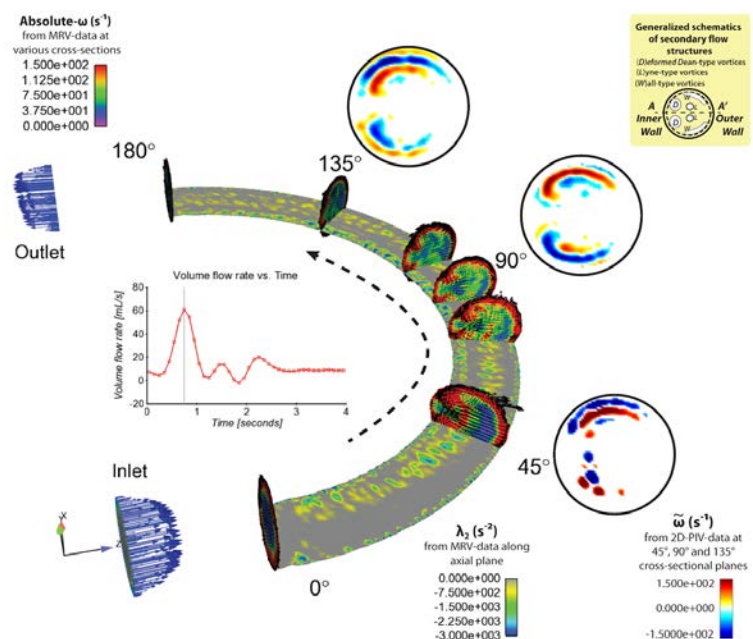 Absolute-ω (s⁻¹)
from MRV-data at
various cross-sections
1.500e+002
1.125e+002
7.500e+001
3.750e+001
0.000e+000
Generalized schematics
of secondary flow
structures
(D)eformed Dean-type vortices
(L)yne-type vortices
(W)all-type vortices
A
Inner
Wall
W
D
L
D
L
W
A'
Outer
Wall
180°
135°
90°
45°
0°
Outlet
Volume flow rate vs. Time
Volume flow rate [mL/s]
80
60
40
20
0
-20
0
1
2
3
4
Time [seconds]
Inlet
X
Z
λ₂ (s⁻²)
from MRV-data along
axial plane
0.000e+000
-7.500e+002
-1.500e+003
-2.250e+003
-3.000e+003
ω̃ (s⁻¹)
from 2D-PIV-data at
45°, 90° and 135°
cross-sectional planes
1.500e+002
0.000e+000
-1.500e+002